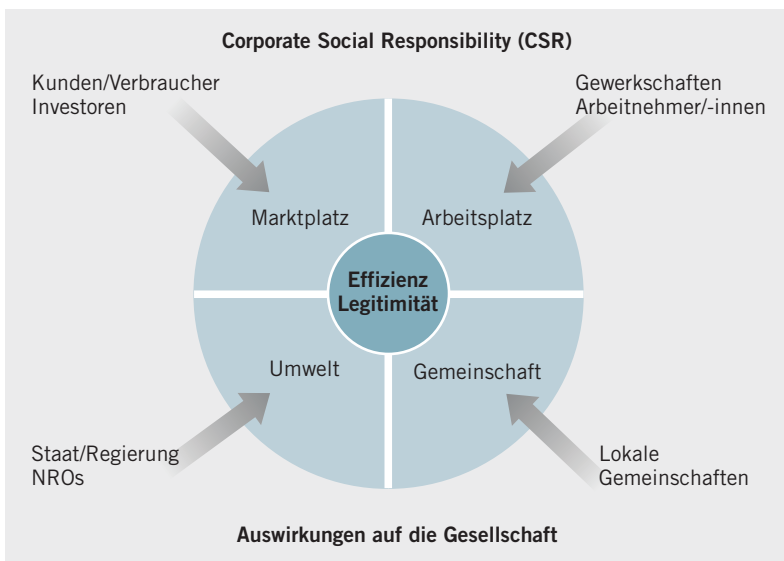 Corporate Social Responsibility (CSR)
Kunden/Verbraucher
Investoren
Gewerkschaften
Arbeitnehmer/-innen
Marktplatz
Arbeitsplatz
Effizienz
Legitimität
Umwelt
Gemeinschaft
Staat/Regierung
NROs
Lokale
Gemeinschaften
Auswirkungen auf die Gesellschaft